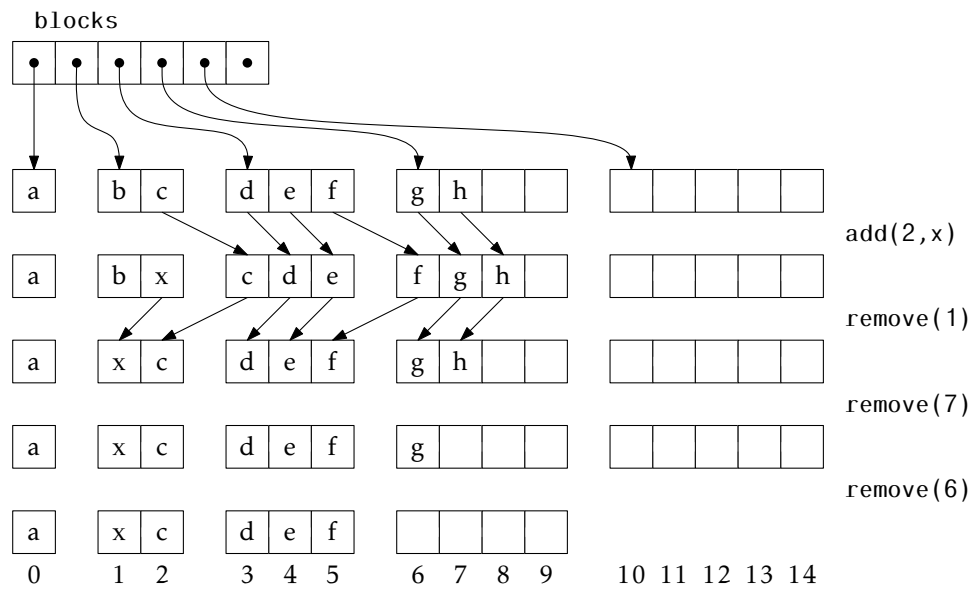 blocks
a b c d e f g h
add(2,x)
a b x c d e f g h
remove(1)
a x c d e f g h
remove(7)
a x c d e f g
remove(6)
a x c d e f
0 1 2 3 4 5 6 7 8 9 10 11 12 13 14